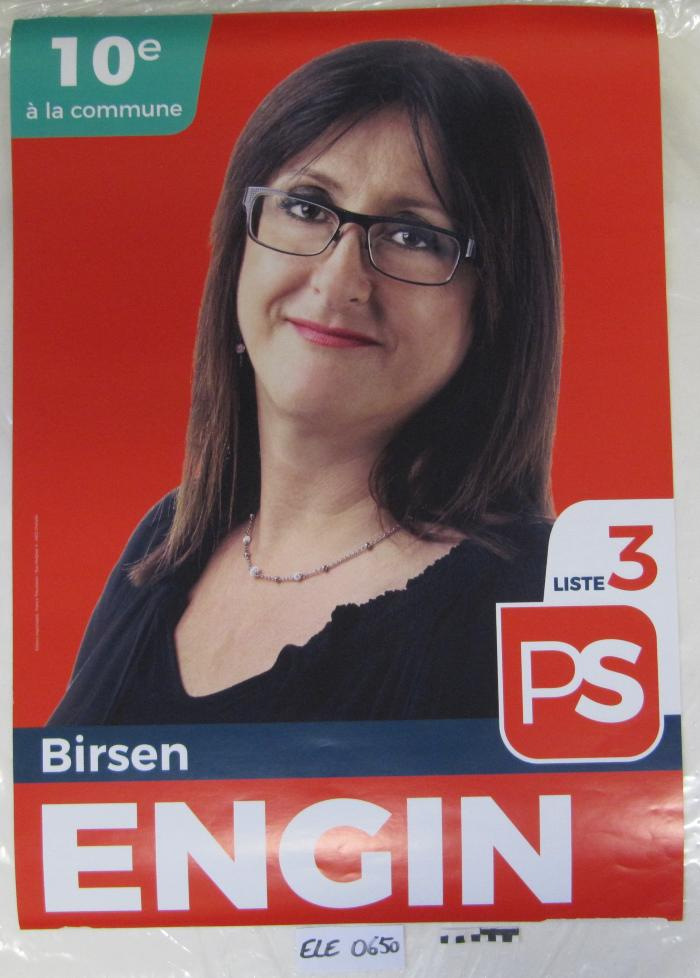 10e
à la commune
LISTE 3
PS
Birsen
ENGIN
ELE 0650